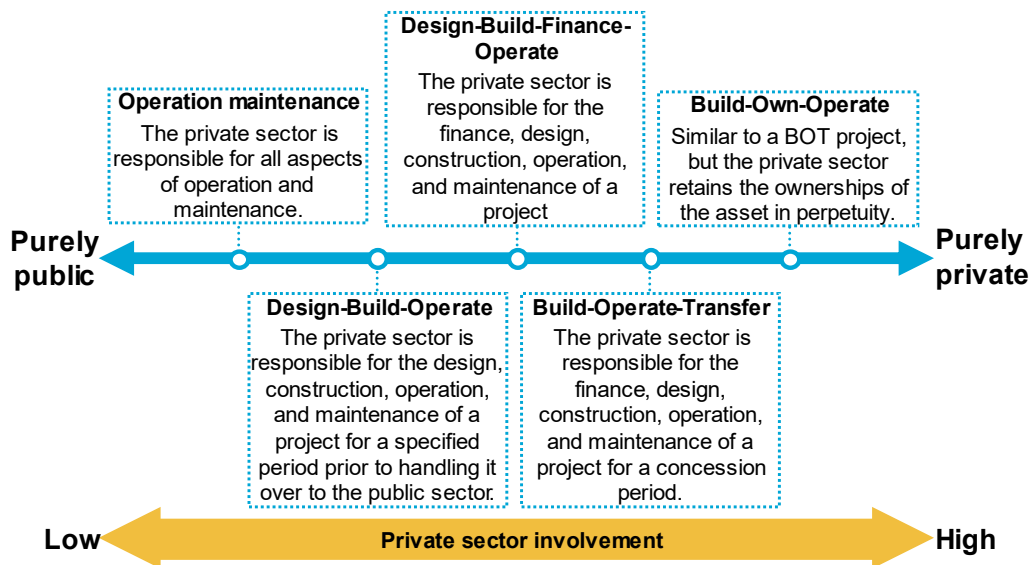 Design-Build-Finance-
Operate
The private sector is
responsible for the
finance, design,
construction, operation,
and maintenance of a
project
Operation maintenance
The private sector is
responsible for all aspects
of operation and
maintenance.
Build-Own-Operate
Similar to a BOT project,
but the private sector
retains the ownerships of
the asset in perpetuity.
Purely
public
Purely
private
Design-Build-Operate
The private sector is
responsible for the design,
construction, operation,
and maintenance of a
project for a specified
period prior to handling it
over to the public sector.
Build-Operate-Transfer
The private sector is
responsible for the
finance, design,
construction, operation,
and maintenance of a
project for a concession
period.
Low
Private sector involvement
High